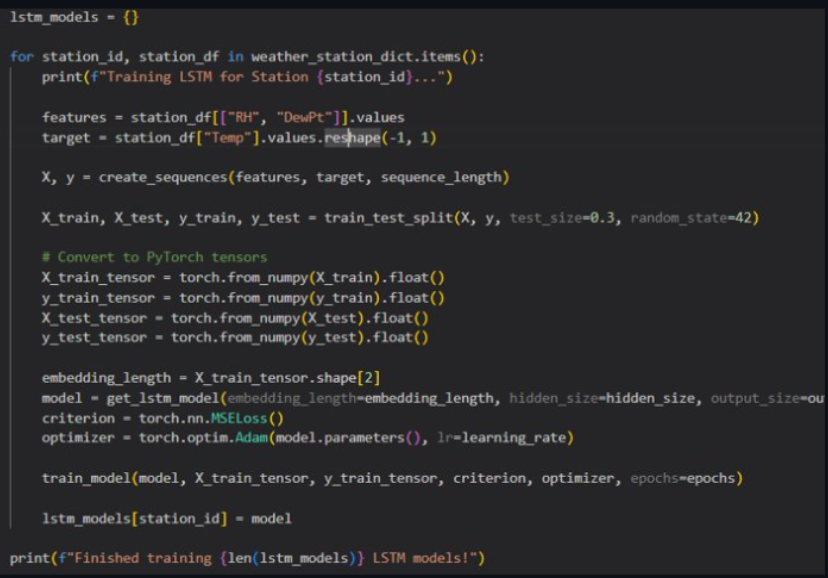 lstm_models = {}
for station_id, station_df in weather_station_dict.items():
print(f"Training LSTM for Station {station_id}...")
features = station_df[["RH", "DewPt"]].values
target = station_df["Temp"].values.reshape(-1, 1)
X, y = create_sequences(features, target, sequence_length)
X_train, X_test, y_train, y_test = train_test_split(X, y, test_size=0.3, random_state=42)
# Convert to PyTorch tensors
X_train_tensor = torch.from_numpy(X_train).float()
y_train_tensor = torch.from_numpy(y_train).float()
X_test_tensor = torch.from_numpy(X_test).float()
y_test_tensor = torch.from_numpy(y_test).float()
embedding_length = X_train_tensor.shape[2]
model = get_lstm_model(embedding_length=embedding_length, hidden_size=hidden_size, output_size=ou
criterion = torch.nn.MSELoss()
optimizer = torch.optim.Adam(model.parameters(), lr=learning_rate)
train_model(model, X_train_tensor, y_train_tensor, criterion, optimizer, epochs=epochs)
lstm_models[station_id] = model
print(f"Finished training {len(lstm_models)} LSTM models!")